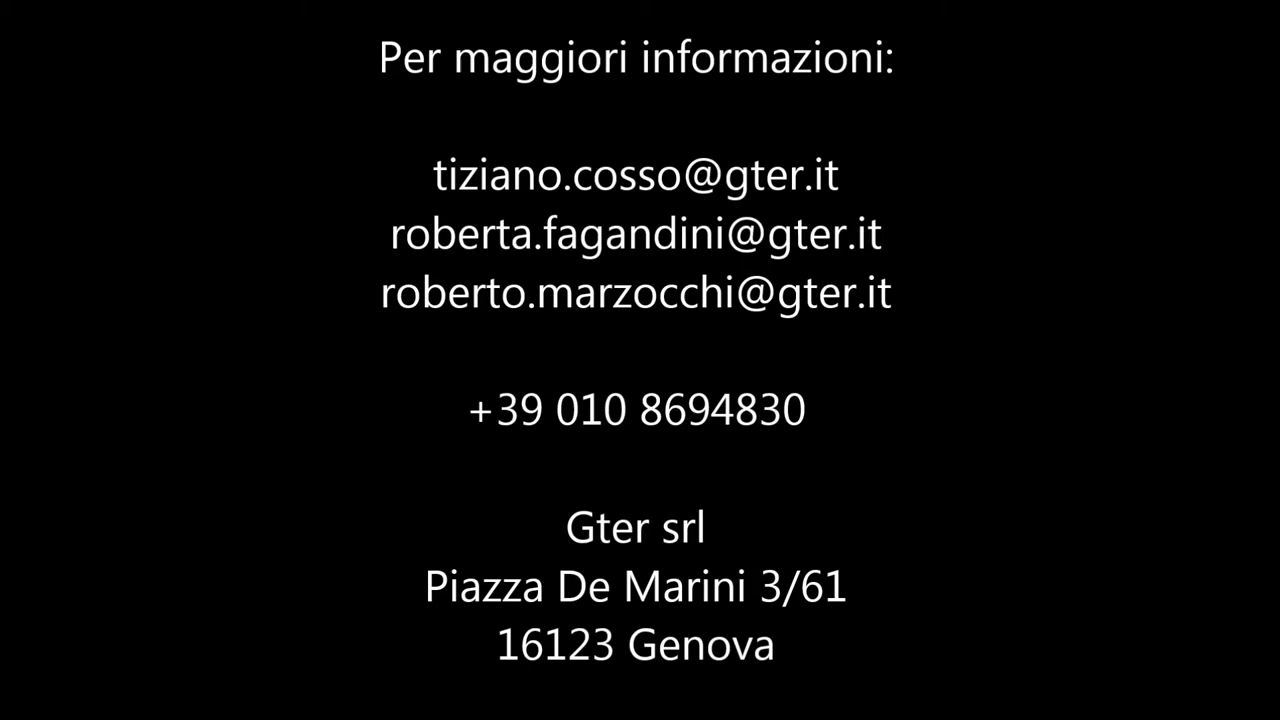 Per maggiori informazioni:
tiziano.cosso@gter.it
roberta.fagandini@gter.it
roberto.marzocchi@gter.it
+39 010 8694830
Gter srl
Piazza De Marini 3/61
16123 Genova